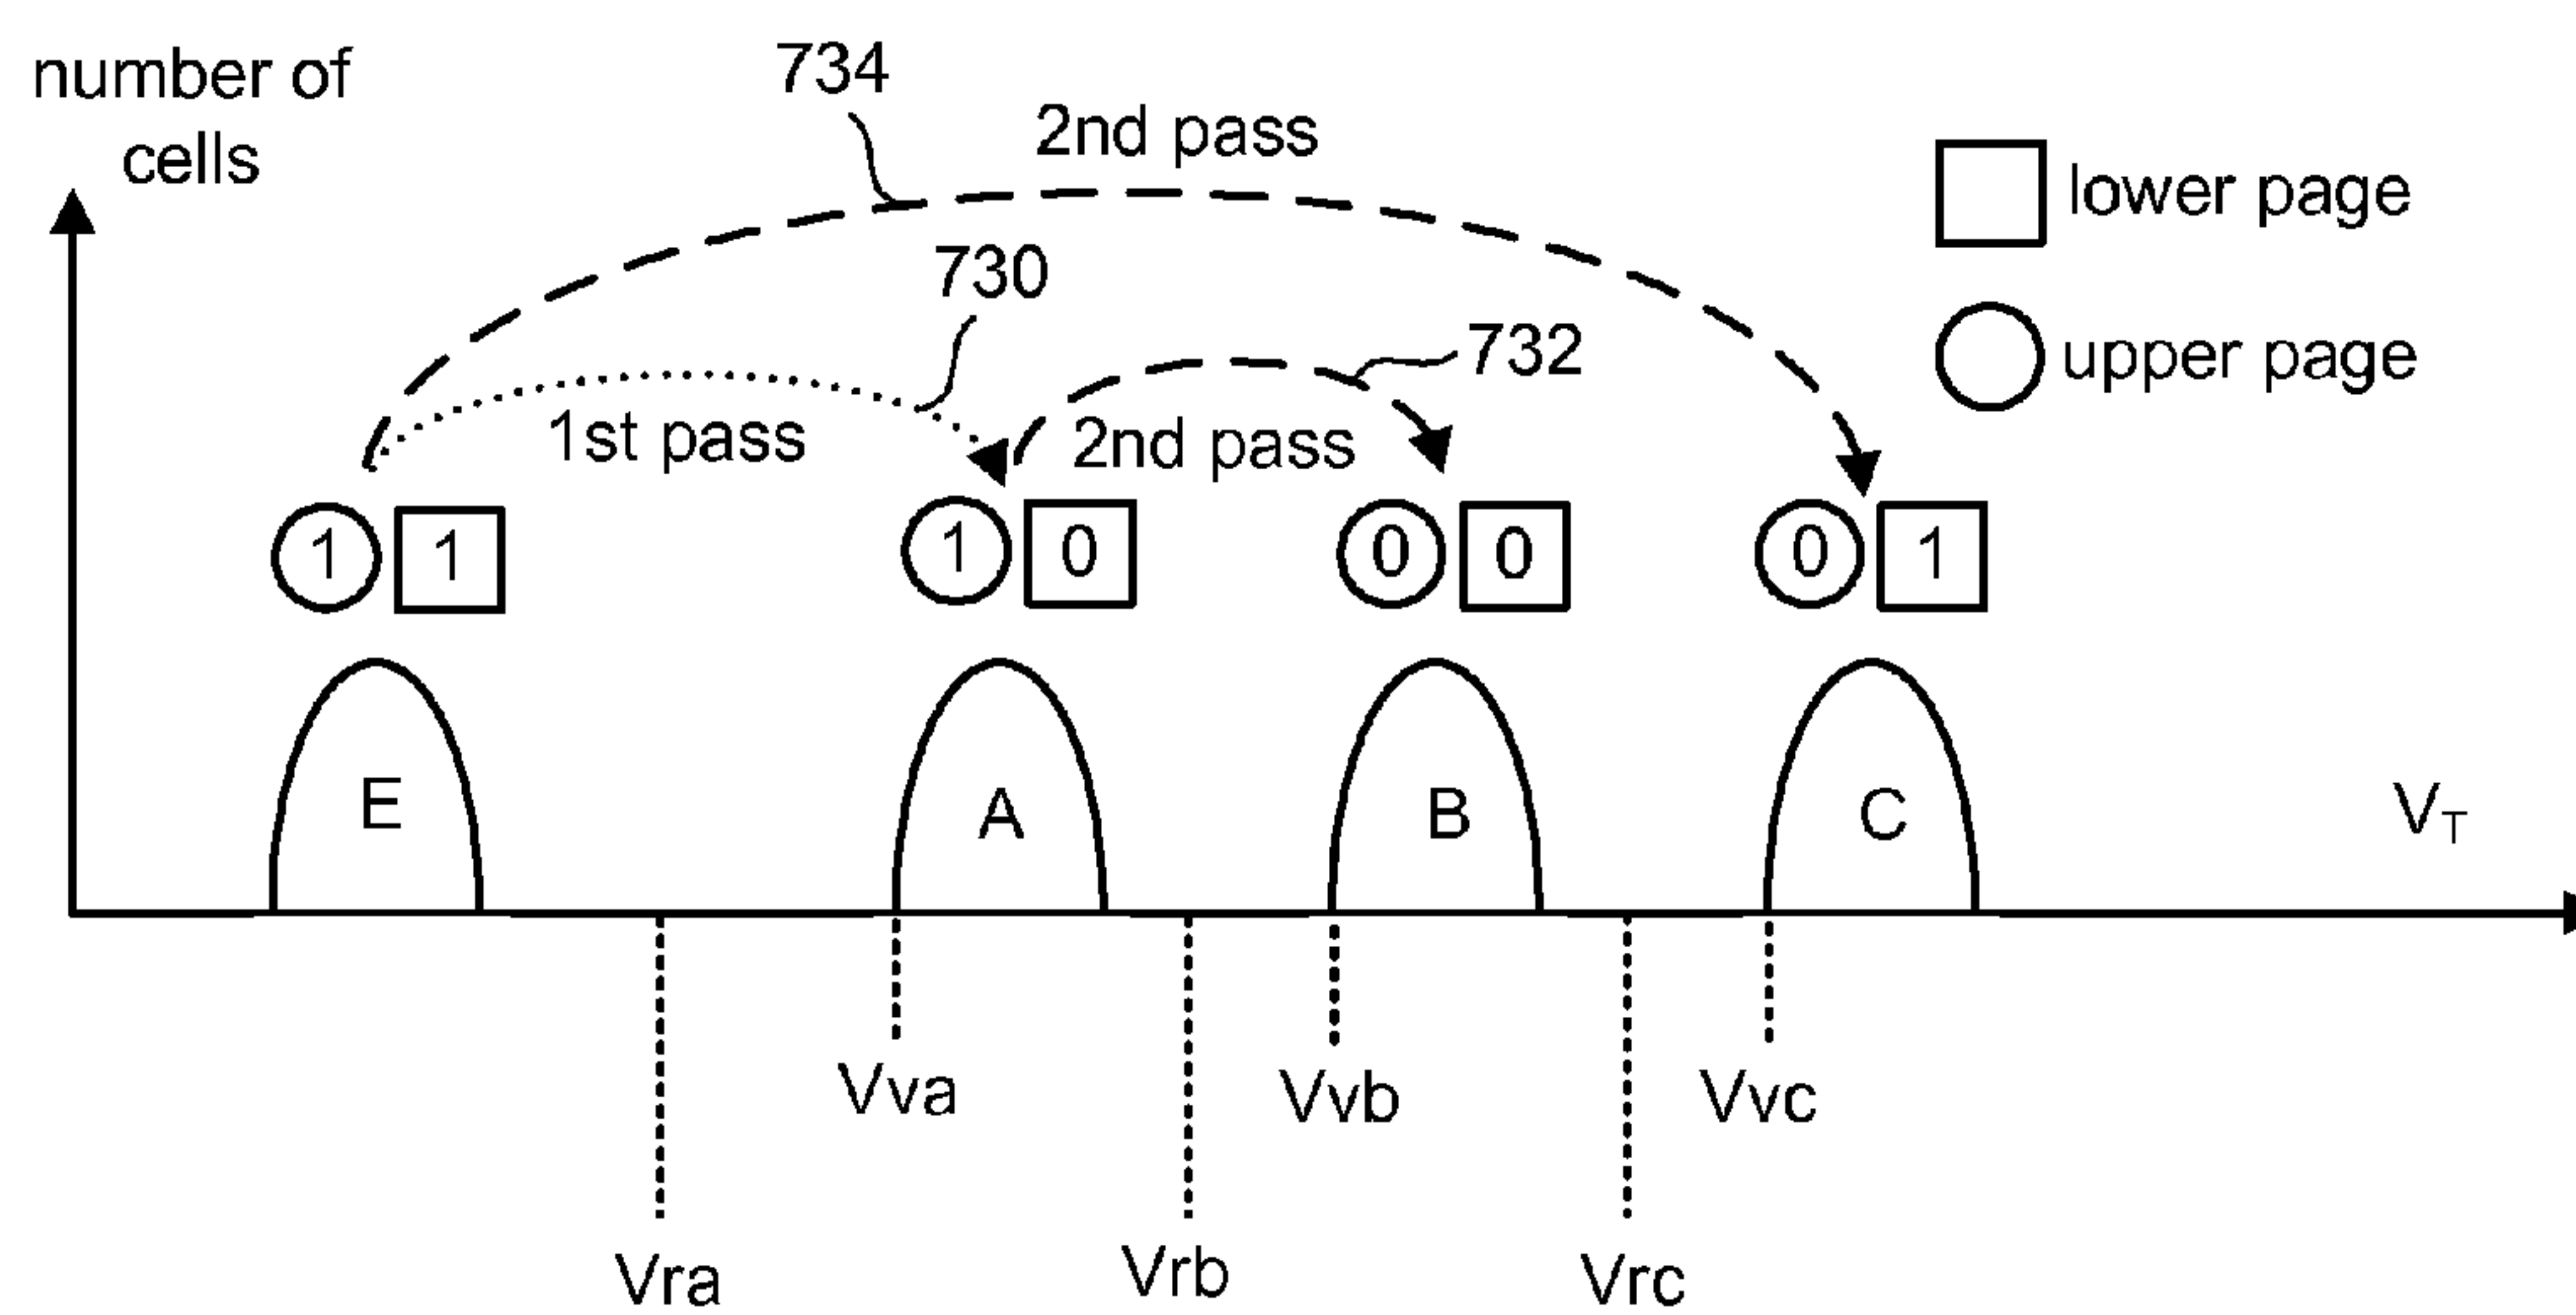 number of
cells
734
2nd pass
lower page
730
732
upper page
1st pass
2nd pass
1 1 1 0 0 0 0 1
E A B C V_T
Vva Vvb Vvc
Vra Vrb Vrc